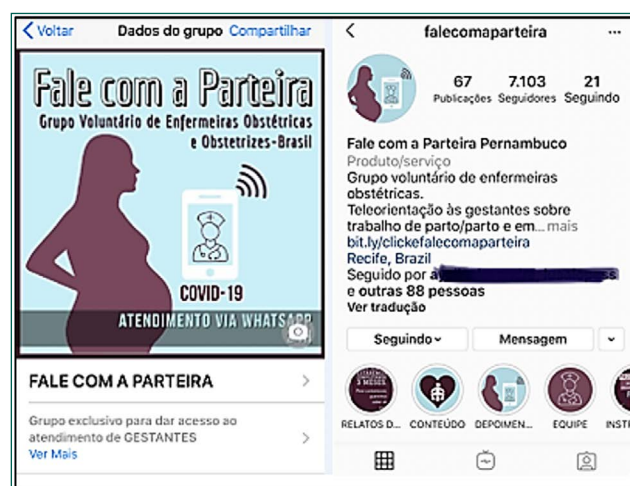 Voltar
Dados do grupo
Compartilhar
Fale com a Parteira
Grupo Voluntário de Enfermeiras Obstétricas
e Obstetrizes-Brasil
COVID-19
ATENDIMENTO VIA WHATSAPP
FALE COM A PARTEIRA
Grupo exclusivo para dar acesso ao
atendimento de GESTANTES
Ver Mais
falecomaparteira
67 7.103 21
Publicações Seguidores Seguindo
Fale com a Parteira Pernambuco
Produto/serviço
Grupo voluntário de enfermeiras
obstétricas.
Teleorientação às gestantes sobre
trabalho de parto/parto e em... mais
bit.ly/clickefalecomaparteira
Recife, Brazil
Seguido por
e outras 88 pessoas
Ver tradução
Seguindo
Mensagem
3 MESES.
RELATOS D... CONTEÚDO DEPOIMEN... EQUIPE INST